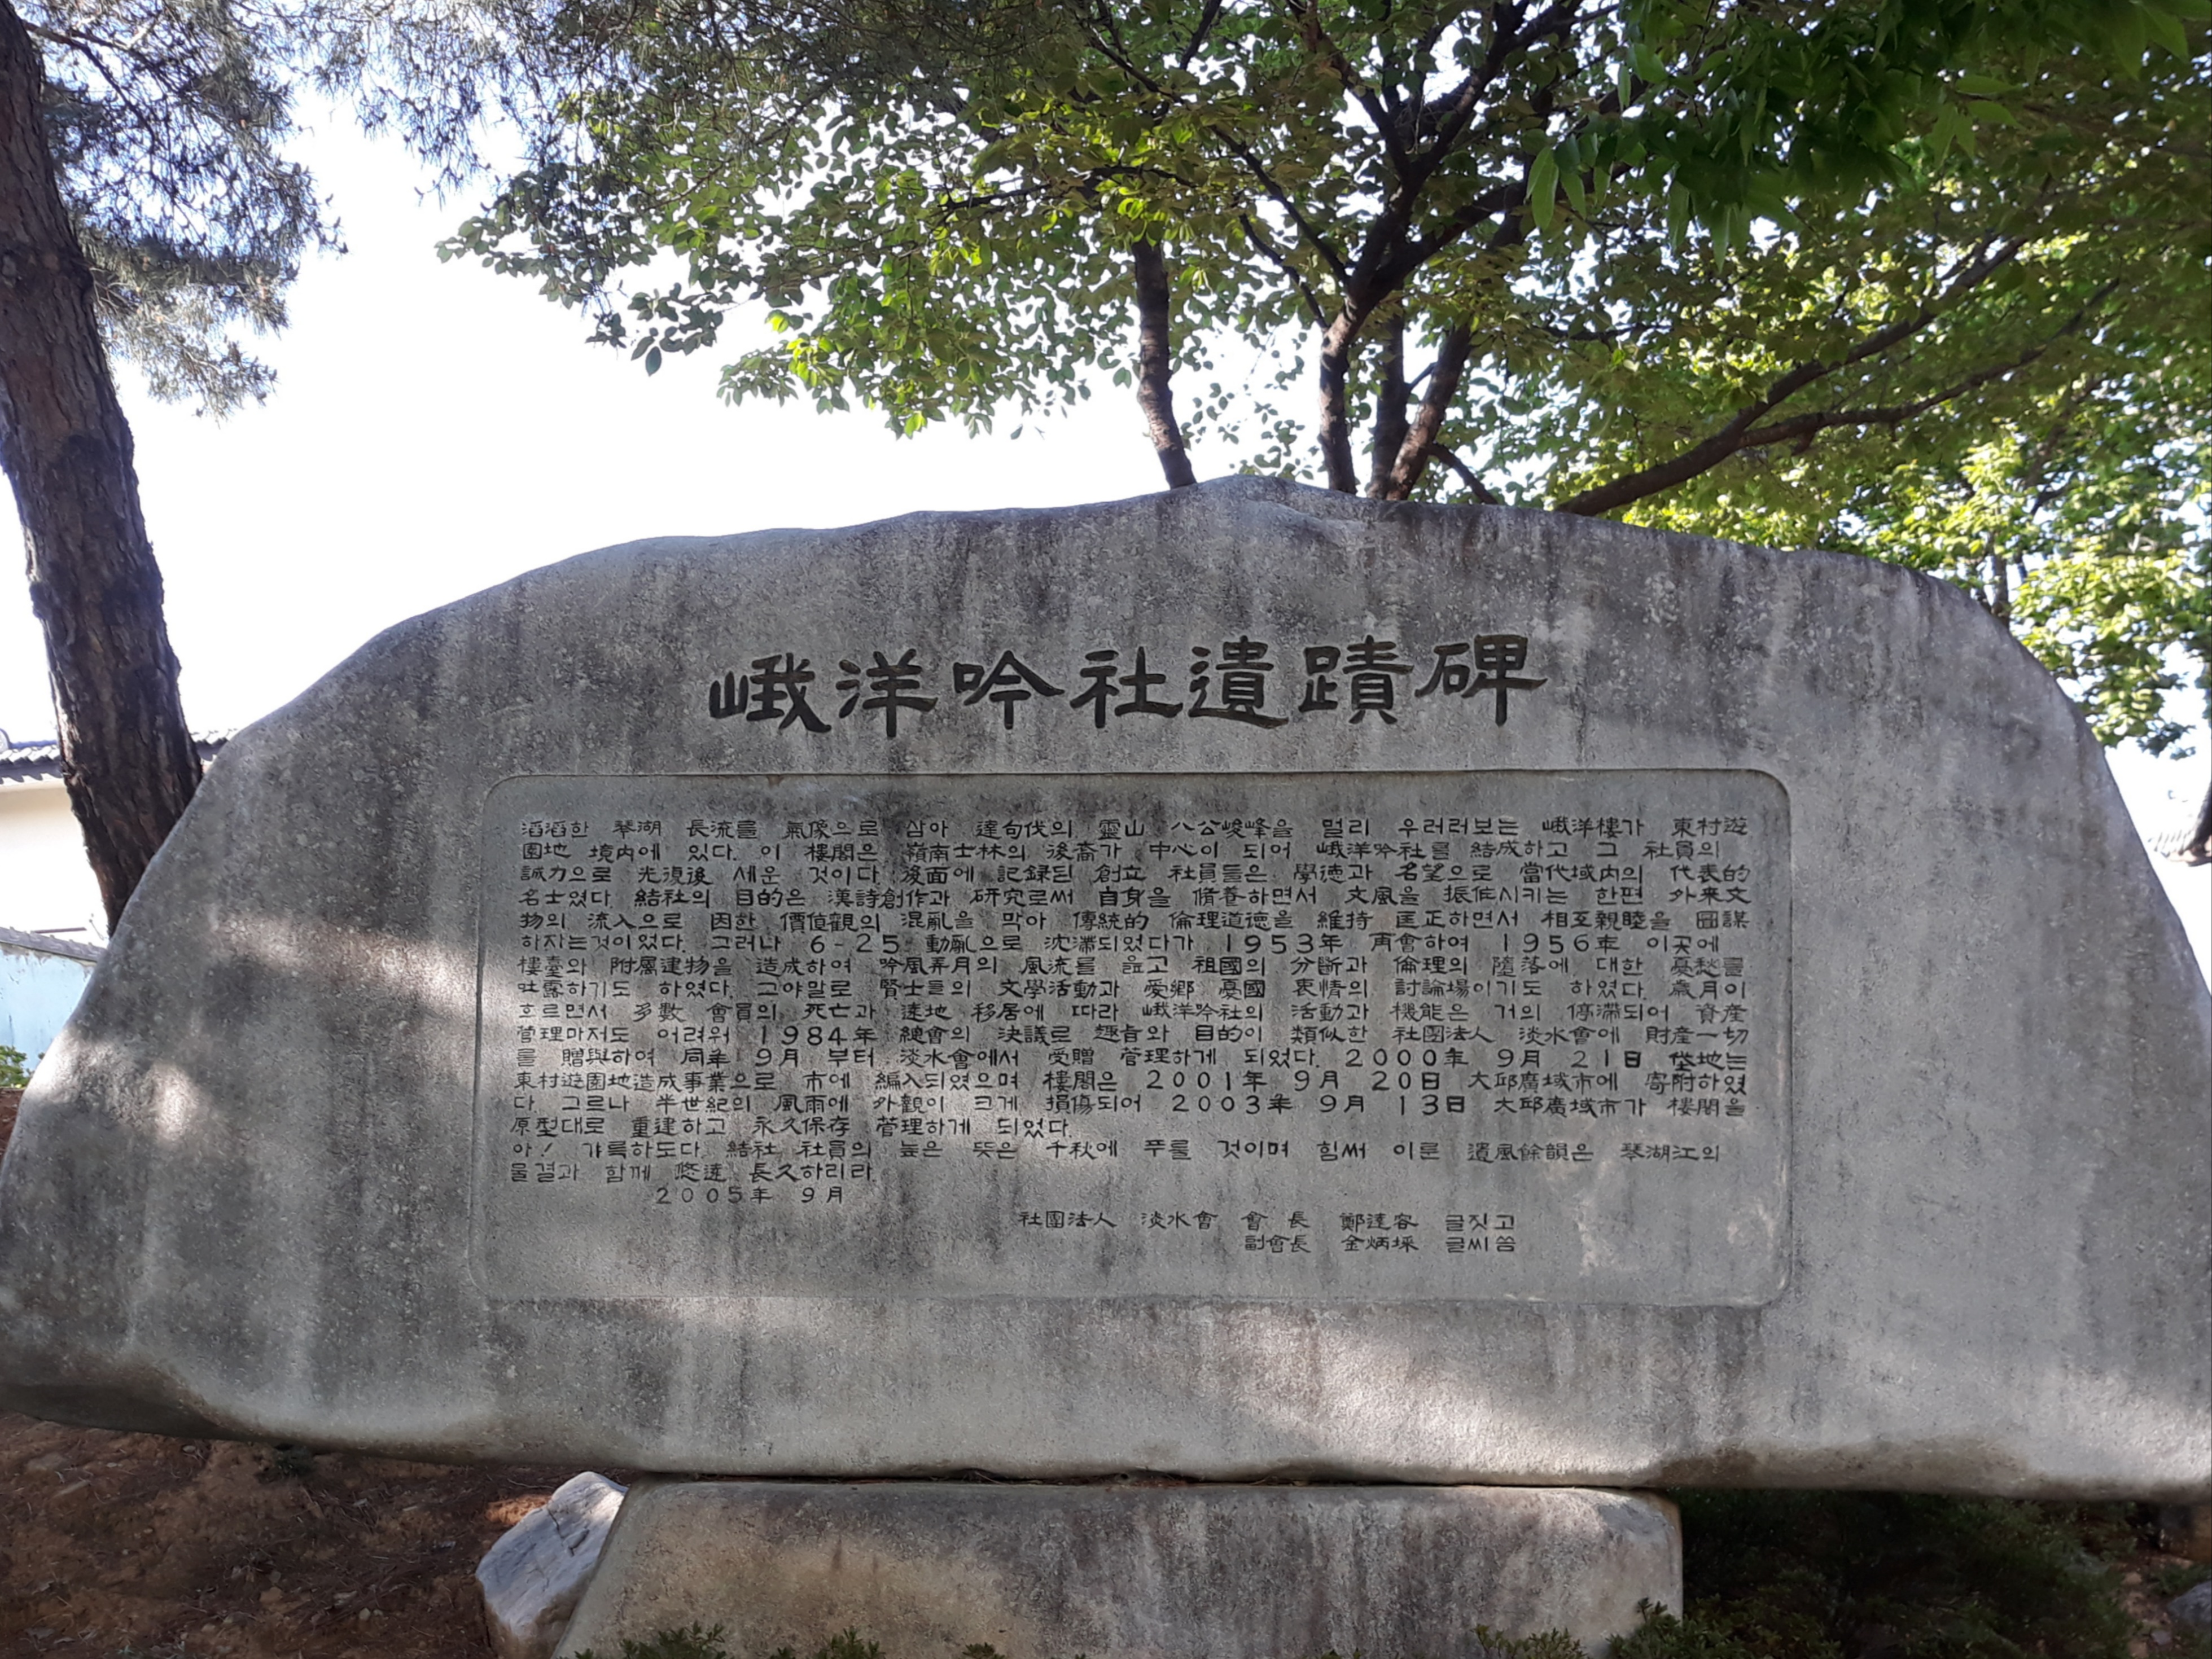 峨洋吟社遺蹟碑
滔滔한 琴湖 長流를 氣像으로 삼아 達句伐의 靈山 八公峻峰을 멀리 우러러보는 峨洋樓가 東村遊
園地 境内에 있다. 이 樓閣은 嶺南士林의 後裔가 中心이 되어 峨洋吟社를 結成하고 그 社員의
誠力으로 光復後 세운 것이다. 後面에 記録된 創立 社員들은 學德과 名望으로 當代域内의 代表的
名士였다. 結社의 目的은 漢詩創作과 研究로써 自身을 脩養하면서 文風을 振作시키는 한편 外来文
物의 流入으로 因한 價値觀의 混亂을 막아 傳統的 倫理道德을 維持 匡正하면서 相互親睦을 圖謀
하자는것이었다. 그러나 6-25 動亂으로 沈滞되었다가 1953年 再會하여 1956年 이곳에
樓臺와 附屬建物을 造成하여 吟風弄月의 風流를 읊고 祖國의 分斷과 倫理의 墮落에 대한 憂愁를
吐露하기도 하였다. 그야말로 賢士들의 文學活動과 愛郷 憂國 衷情의 討論場이기도 하였다. 歲月이
흐르면서 多數 會員의 死亡과 遠地 移居에 따라 峨洋吟社의 活動과 機能은 거의 停滞되어 資産
管理마저도 어려워 1984年 總會의 決議로 趣旨와 目的이 類似한 社團法人 淡水會에 財産一切
를 贈與하여 同年 9月 부터 淡水會에서 受贈 管理하게 되었다. 2000年 9月 21日 垈地는
東村遊園地造成事業으로 市에 編入되였으며 樓閣은 2001年 9月 20日 大邱廣域市에 寄附하였
다. 그르나 半世紀의 風雨에 外觀이 크게 損傷되어 2003年 9月 13日 大邱廣域市가 樓閣을
原型대로 重建하고 永久保存 管理하게 되었다.
아! 갸륵하도다. 結社 社員의 높은 뜻은 千秋에 푸를 것이며 힘써 이룬 遺風餘韻은 琴湖江의
물결과 함께 悠遠 長久하리라.
2005年 9月
社團法人 淡水會 會長 鄭達容 글짓고
副會長 金炳埰 글씨씀